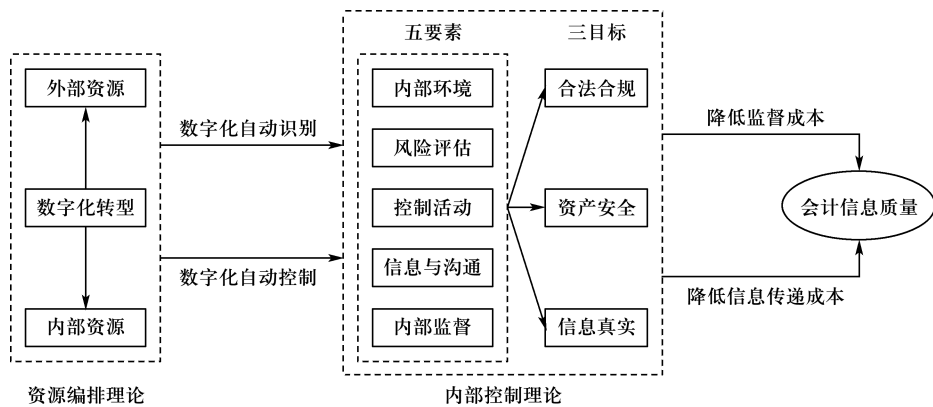 五要素
三目标
外部资源
数字化转型
内部资源
数字化自动识别
数字化自动控制
内部环境
风险评估
控制活动
信息与沟通
内部监督
合法合规
资产安全
信息真实
降低监督成本
会计信息质量
降低信息传递成本
资源编排理论
内部控制理论